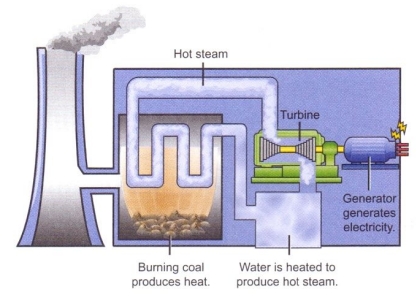 Hot steam
Turbine
Generator
generates
electricity.
Burning coal
produces heat.
Water is heated to
produce hot steam.